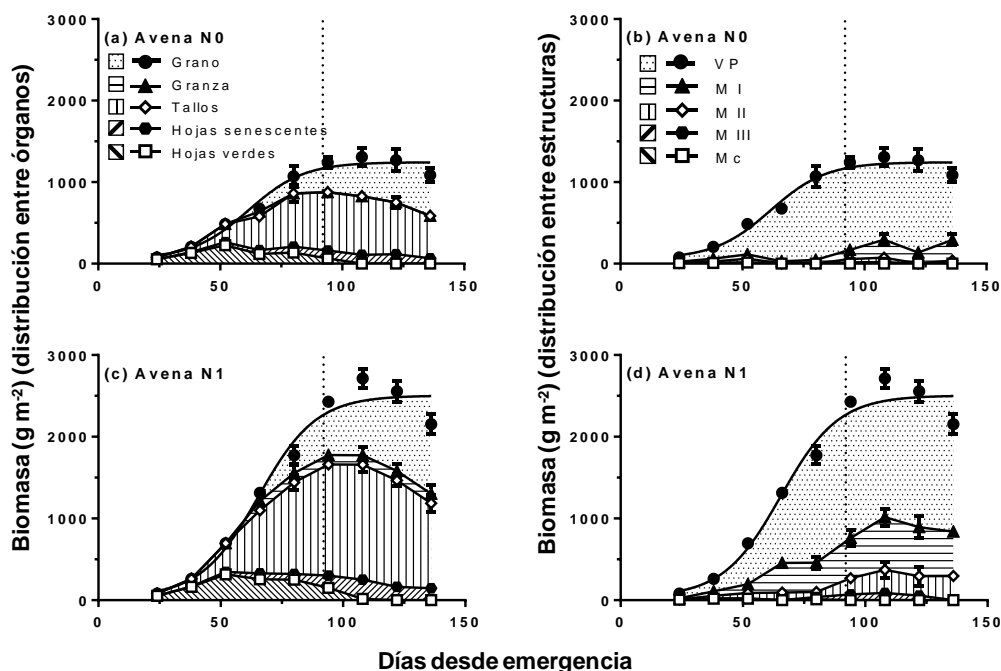 Biomasa (g m-2) (distribución entre órganos)
3000
2000
1000
0
(a) Avena N0
Grano
Granza
Tallos
Hojas senescentes
Hojas verdes
0
50
100
150
Biomasa (g m-2) (distribución entre estructuras)
3000
2000
1000
0
(b) Avena N0
VP
M I
M II
M III
Mc
0
50
100
150
3000
2000
1000
0
(c) Avena N1
0
50
100
150
3000
2000
1000
0
(d) Avena N1
0
50
100
150
Días desde emergencia